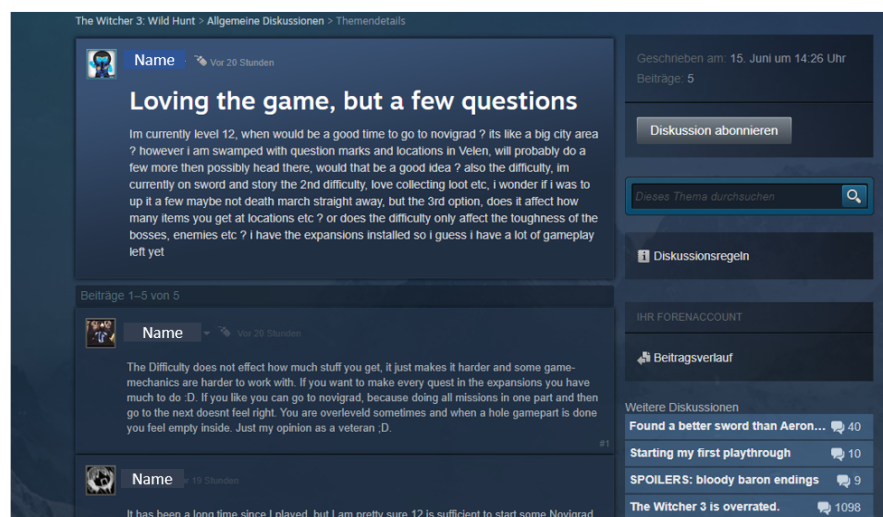 The Witcher 3: Wild Hunt > Allgemeine Diskussionen > Themendetails
Name
Vor 20 Stunden
Loving the game, but a few questions
Im currently level 12, when would be a good time to go to novigrad ? its like a big city area
? however i am swamped with question marks and locations in Velen, will probably do a
few more then possibly head there, would that be a good idea ? also the difficulty, im
currently on sword and story the 2nd difficulty, love collecting loot etc, i wonder if i was to
up it a few maybe not death march straight away, but the 3rd option, does it affect how
many items you get at locations etc ? or does the difficulty only affect the toughness of the
bosses, enemies etc ? i have the expansions installed so i guess i have a lot of gameplay
left yet
Beiträge 1–5 von 5
Name
Vor 20 Stunden
The Difficulty does not effect how much stuff you get, it just makes it harder and some game-
mechanics are harder to work with. If you want to make every quest in the expansions you have
much to do :D. If you like you can go to novigrad, because doing all missions in one part and then
go to the next doesnt feel right. You are overleveld sometimes and when a hole gamepart is done
you feel empty inside. Just my opinion as a veteran ;D.
#1
Name
r 19 Stunden
It has been a long time since I played, but I am pretty sure 12 is sufficient to start some Novigrad
Geschrieben am: 15. Juni um 14:26 Uhr
Beiträge: 5
Diskussion abonnieren
Dieses Thema durchsuchen
Diskussionsregeln
IHR FORENACCOUNT
Beitragsverlauf
Weitere Diskussionen
Found a better sword than Aeron... 40
Starting my first playthrough 10
SPOILERS: bloody baron endings 9
The Witcher 3 is overrated. 1098